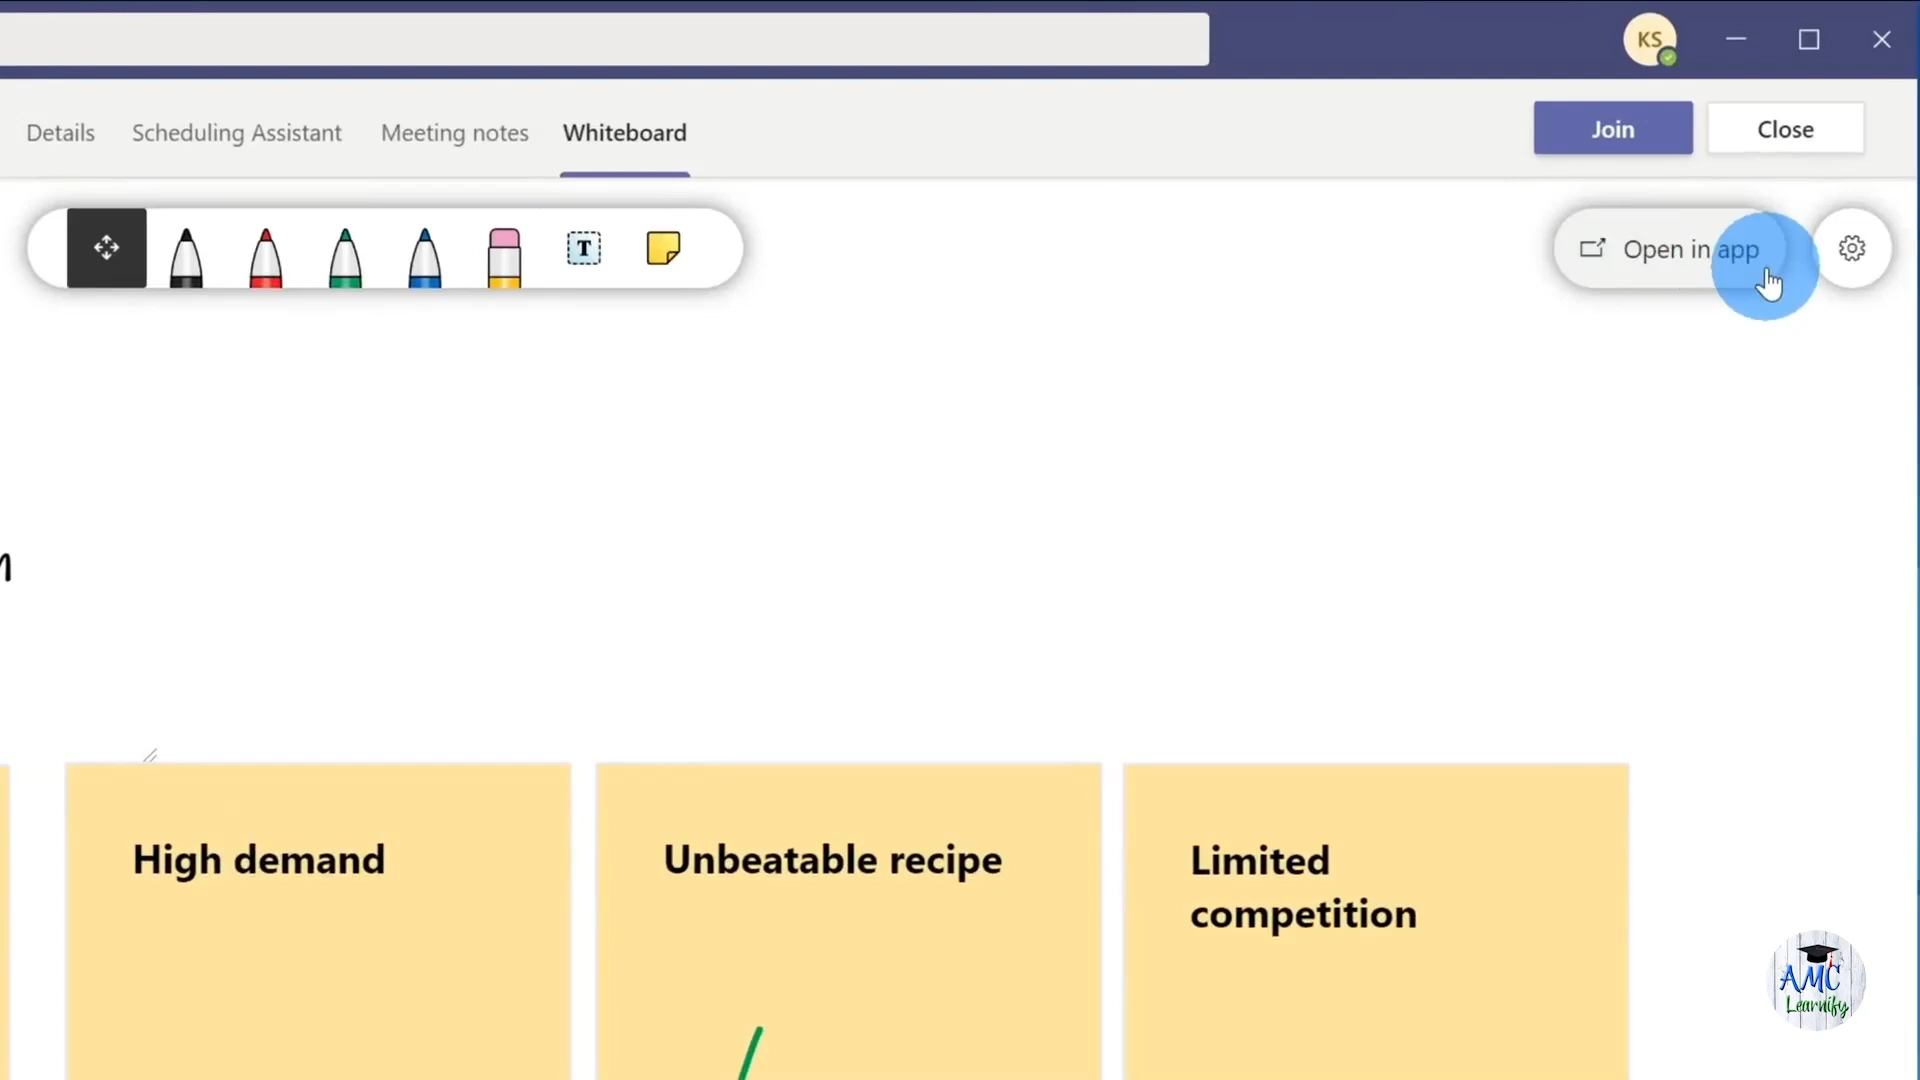 KS
Details Scheduling Assistant Meeting notes Whiteboard Join Close
T Open in app
High demand Unbeatable recipe Limited
competition
AMC
Learnify